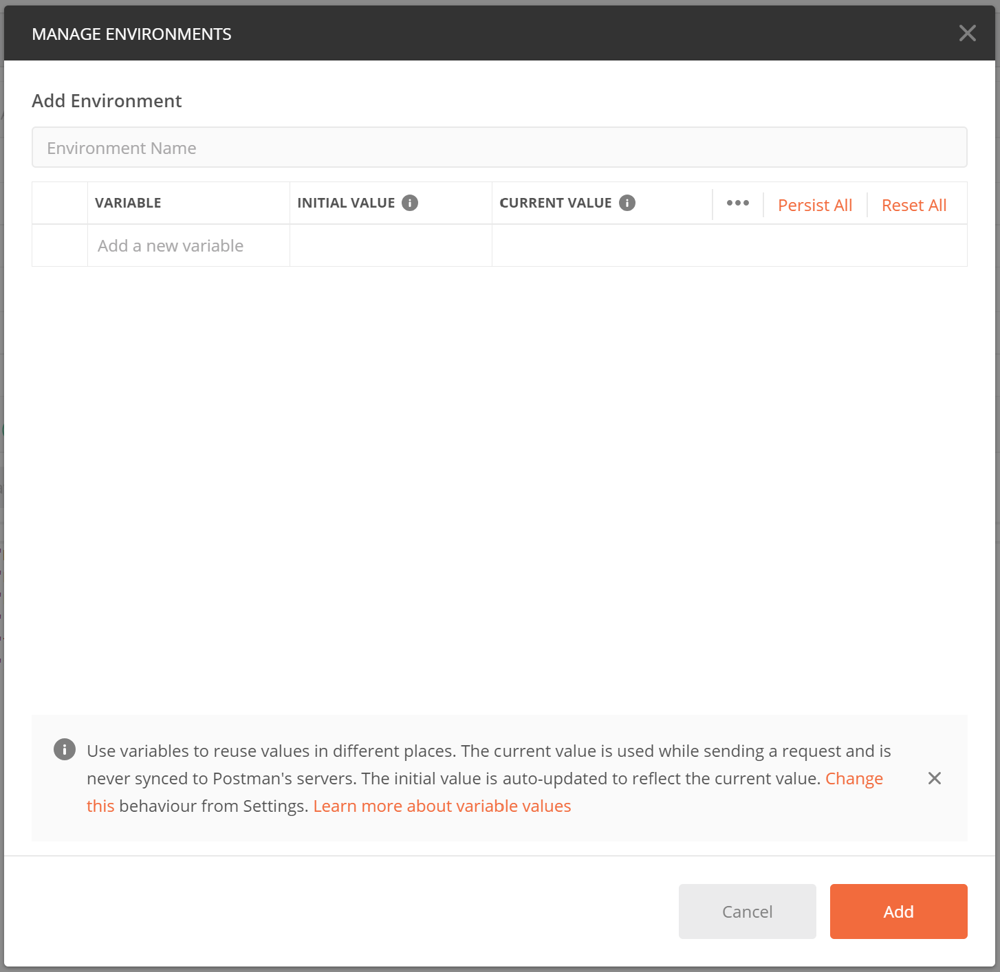 MANAGE ENVIRONMENTS
Add Environment
Environment Name
VARIABLE INITIAL VALUE CURRENT VALUE Persist All Reset All
Add a new variable
Use variables to reuse values in different places. The current value is used while sending a request and is
never synced to Postman's servers. The initial value is auto-updated to reflect the current value. Change
this behaviour from Settings. Learn more about variable values
Cancel Add